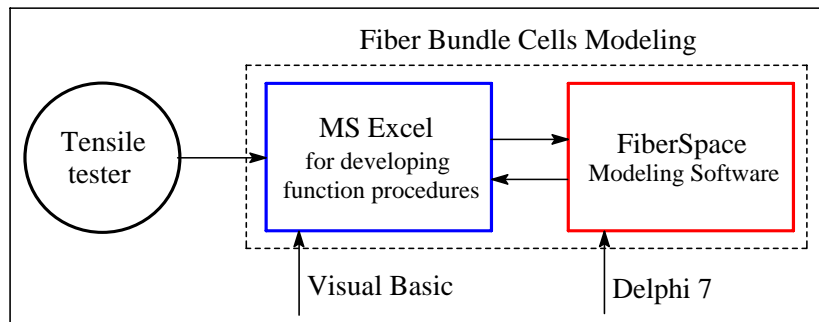 Fiber Bundle Cells Modeling
Tensile
tester
MS Excel
for developing
function procedures
FiberSpace
Modeling Software
Visual Basic
Delphi 7